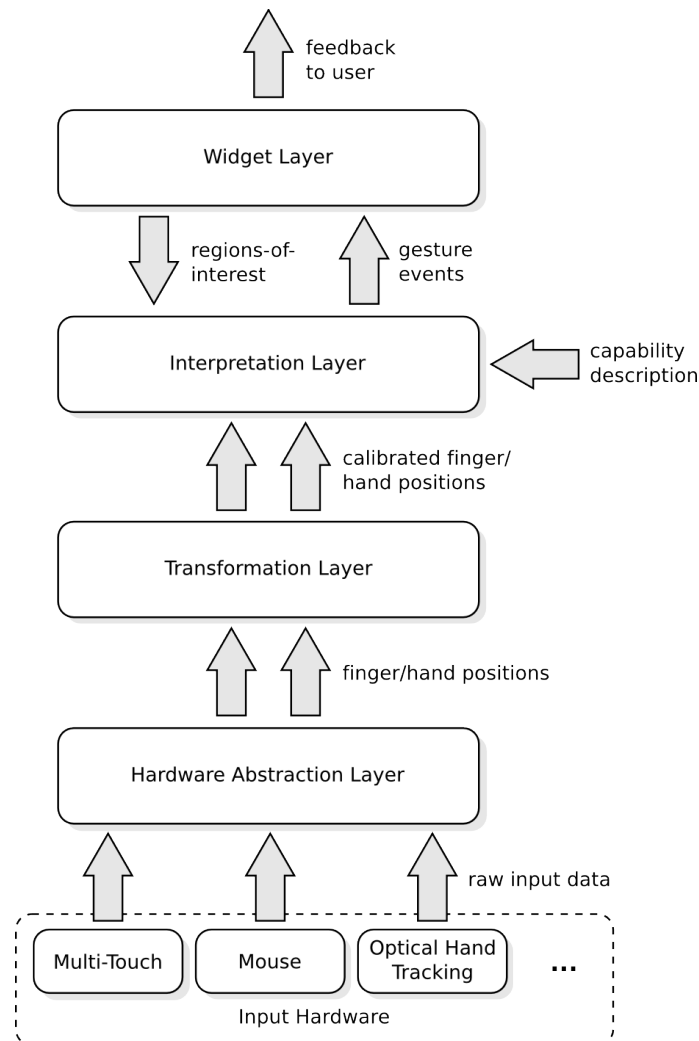 feedback
to user
Widget Layer
regions-of-
interest
gesture
events
Interpretation Layer
capability
description
calibrated finger/
hand positions
Transformation Layer
finger/hand positions
Hardware Abstraction Layer
raw input data
Multi-Touch
Mouse
Optical Hand
Tracking
...
Input Hardware